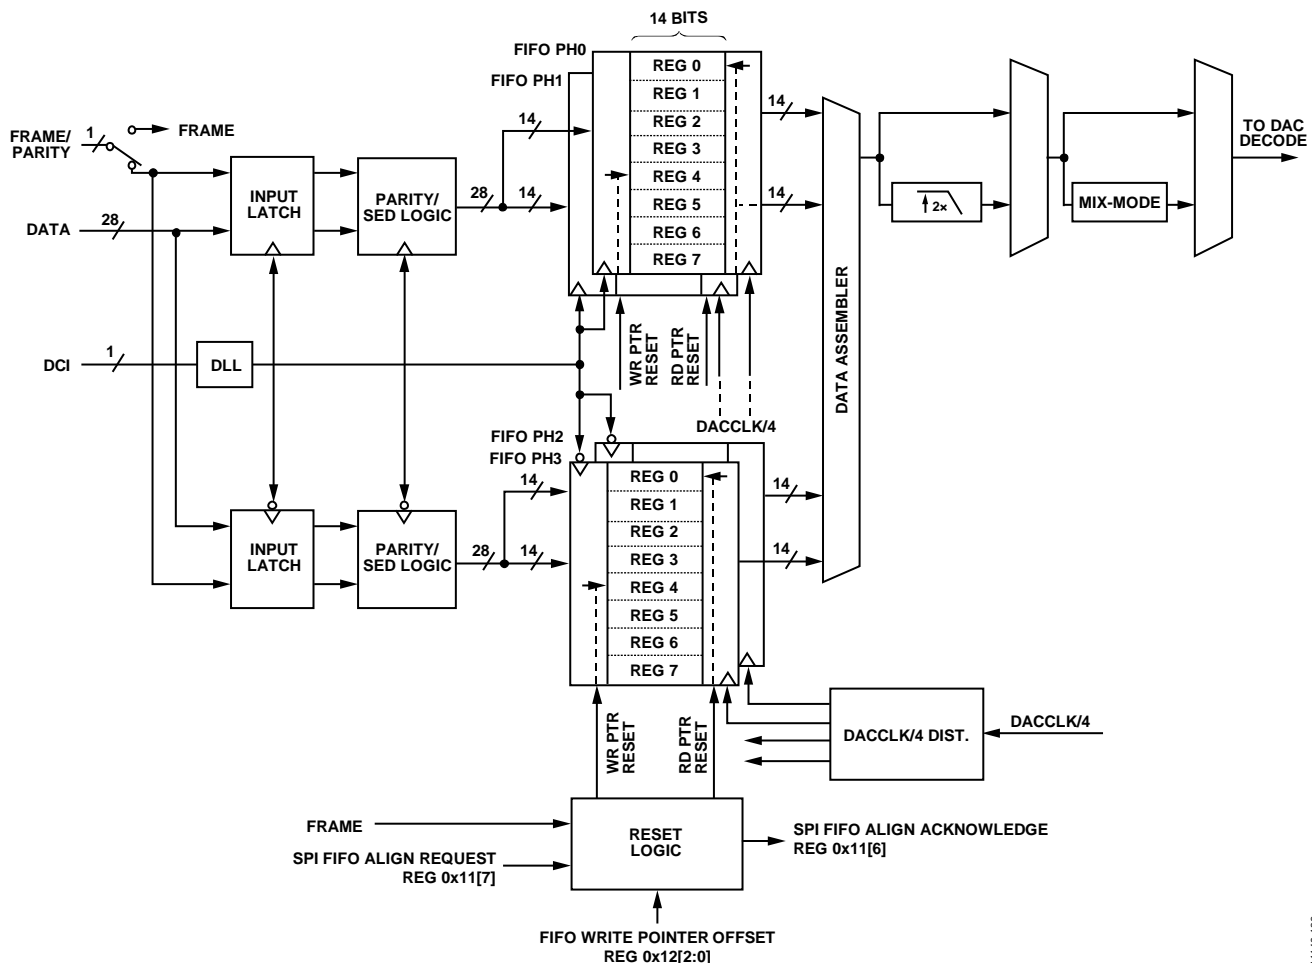 14 BITS
FIFO PH0
FIFO PH1
REG 0
REG 1
REG 2
REG 3
REG 4
REG 5
REG 6
REG 7
14
14
14
14
FRAME/
PARITY
1
FRAME
DATA
28
INPUT
LATCH
PARITY/
SED LOGIC
28
2×
MIX-MODE
TO DAC
DECODE
DCI
1
DLL
WR PTR
RESET
RD PTR
RESET
DACCLK/4
DATA ASSEMBLER
FIFO PH2
FIFO PH3
REG 0
REG 1
REG 2
REG 3
REG 4
REG 5
REG 6
REG 7
14
14
14
14
INPUT
LATCH
PARITY/
SED LOGIC
28
WR PTR
RESET
RD PTR
RESET
DACCLK/4 DIST.
DACCLK/4
FRAME
SPI FIFO ALIGN REQUEST
REG 0x11[7]
RESET
LOGIC
SPI FIFO ALIGN ACKNOWLEDGE
REG 0x11[6]
FIFO WRITE POINTER OFFSET
REG 0x12[2:0]